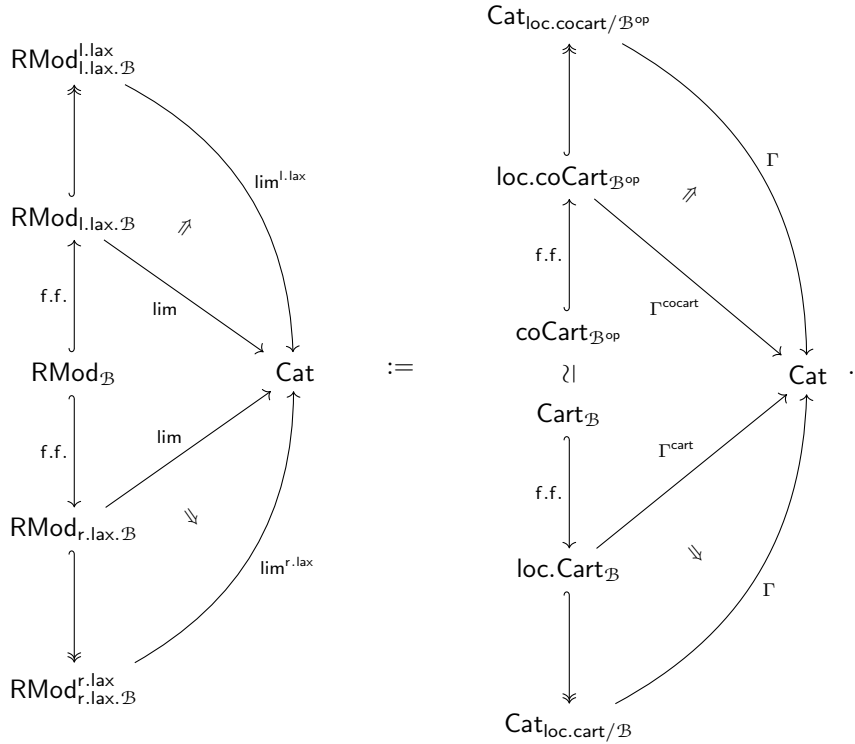 RMod^{l.lax}_{l.lax.ℬ}
lim^{l.lax}
RMod_{l.lax.ℬ}
⇗
f.f.
lim
RMod_ℬ
Cat
f.f.
lim
RMod_{r.lax.ℬ}
⇘
lim^{r.lax}
RMod^{r.lax}_{r.lax.ℬ}
:=
Cat_{loc.cocart/ℬ^{op}}
Γ
loc.coCart_{ℬ^{op}}
⇗
f.f.
Γ^{cocart}
coCart_{ℬ^{op}}
≀|
Cat .
Cart_ℬ
f.f.
Γ^{cart}
loc.Cart_ℬ
⇘
Γ
Cat_{loc.cart/ℬ}